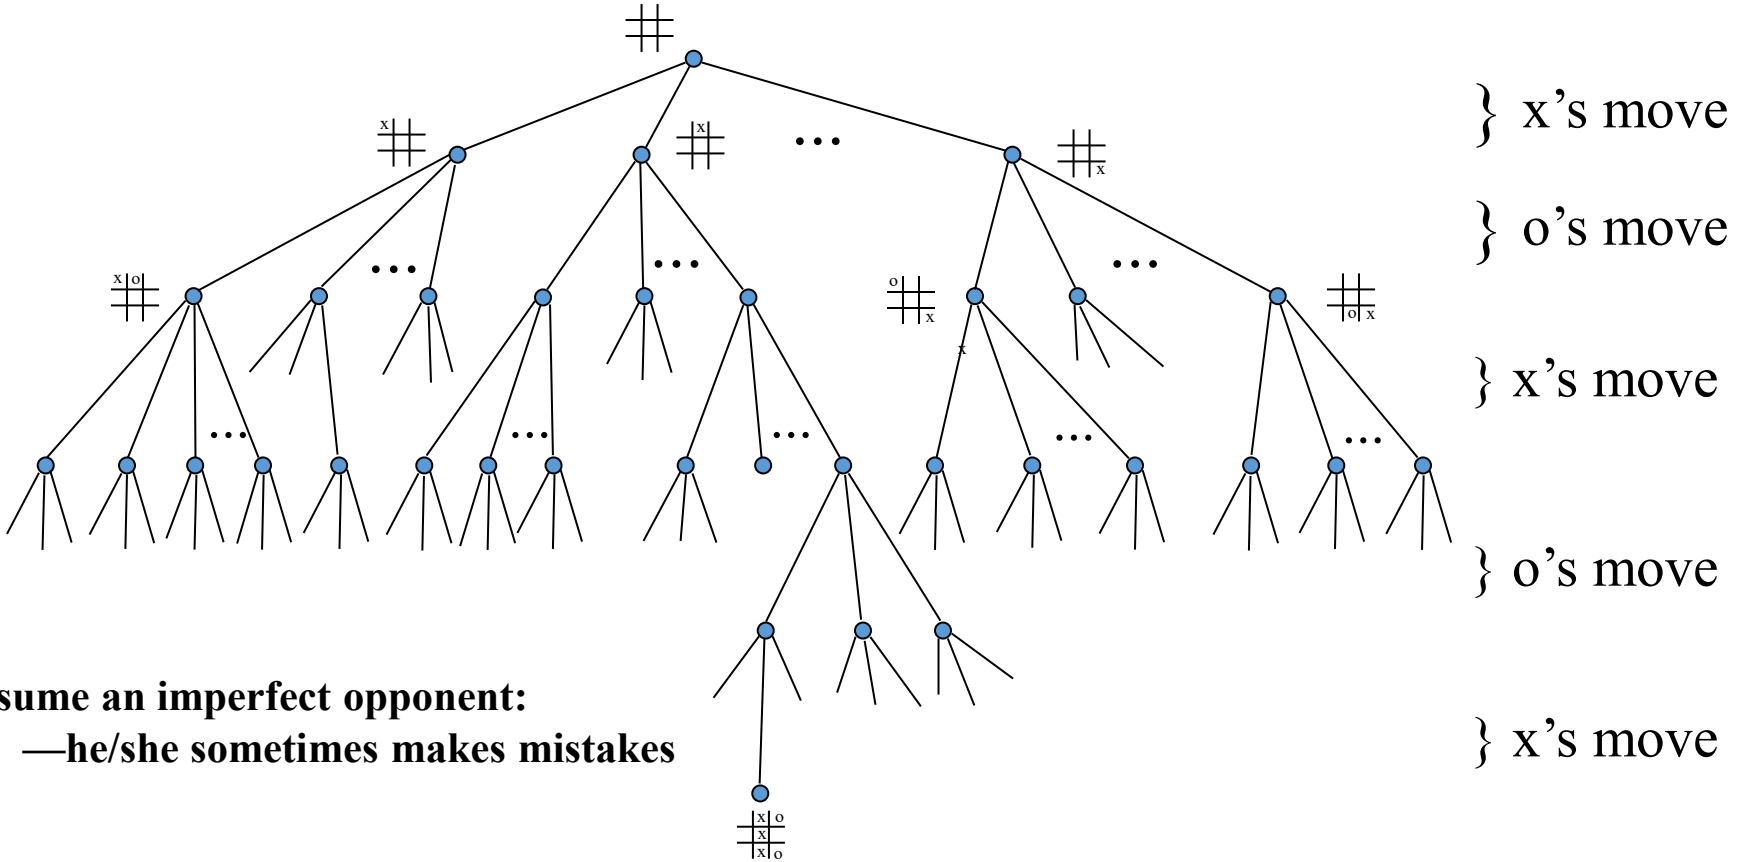 } x's move
x
x
...
x
} o's move
...
...
...
x o
o
x
o x
x
} x's move
...
...
...
...
...
} o's move
sume an imperfect opponent:
—he/she sometimes makes mistakes
} x's move
x o
x
x o